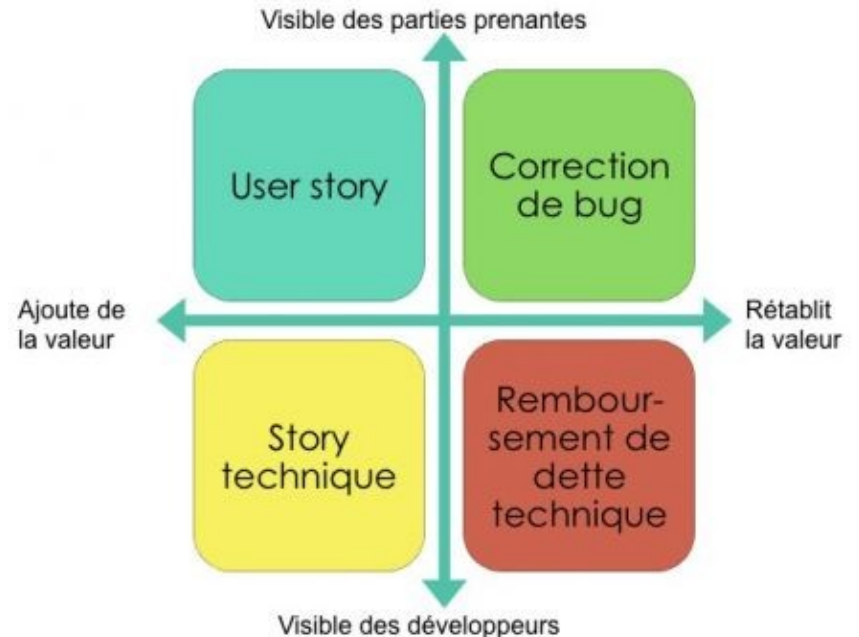 Visible des parties prenantes
User story
Correction
de bug
Ajoute de
la valeur
Rétablit
la valeur
Story
technique
Rembour-
sement de
dette
technique
Visible des développeurs